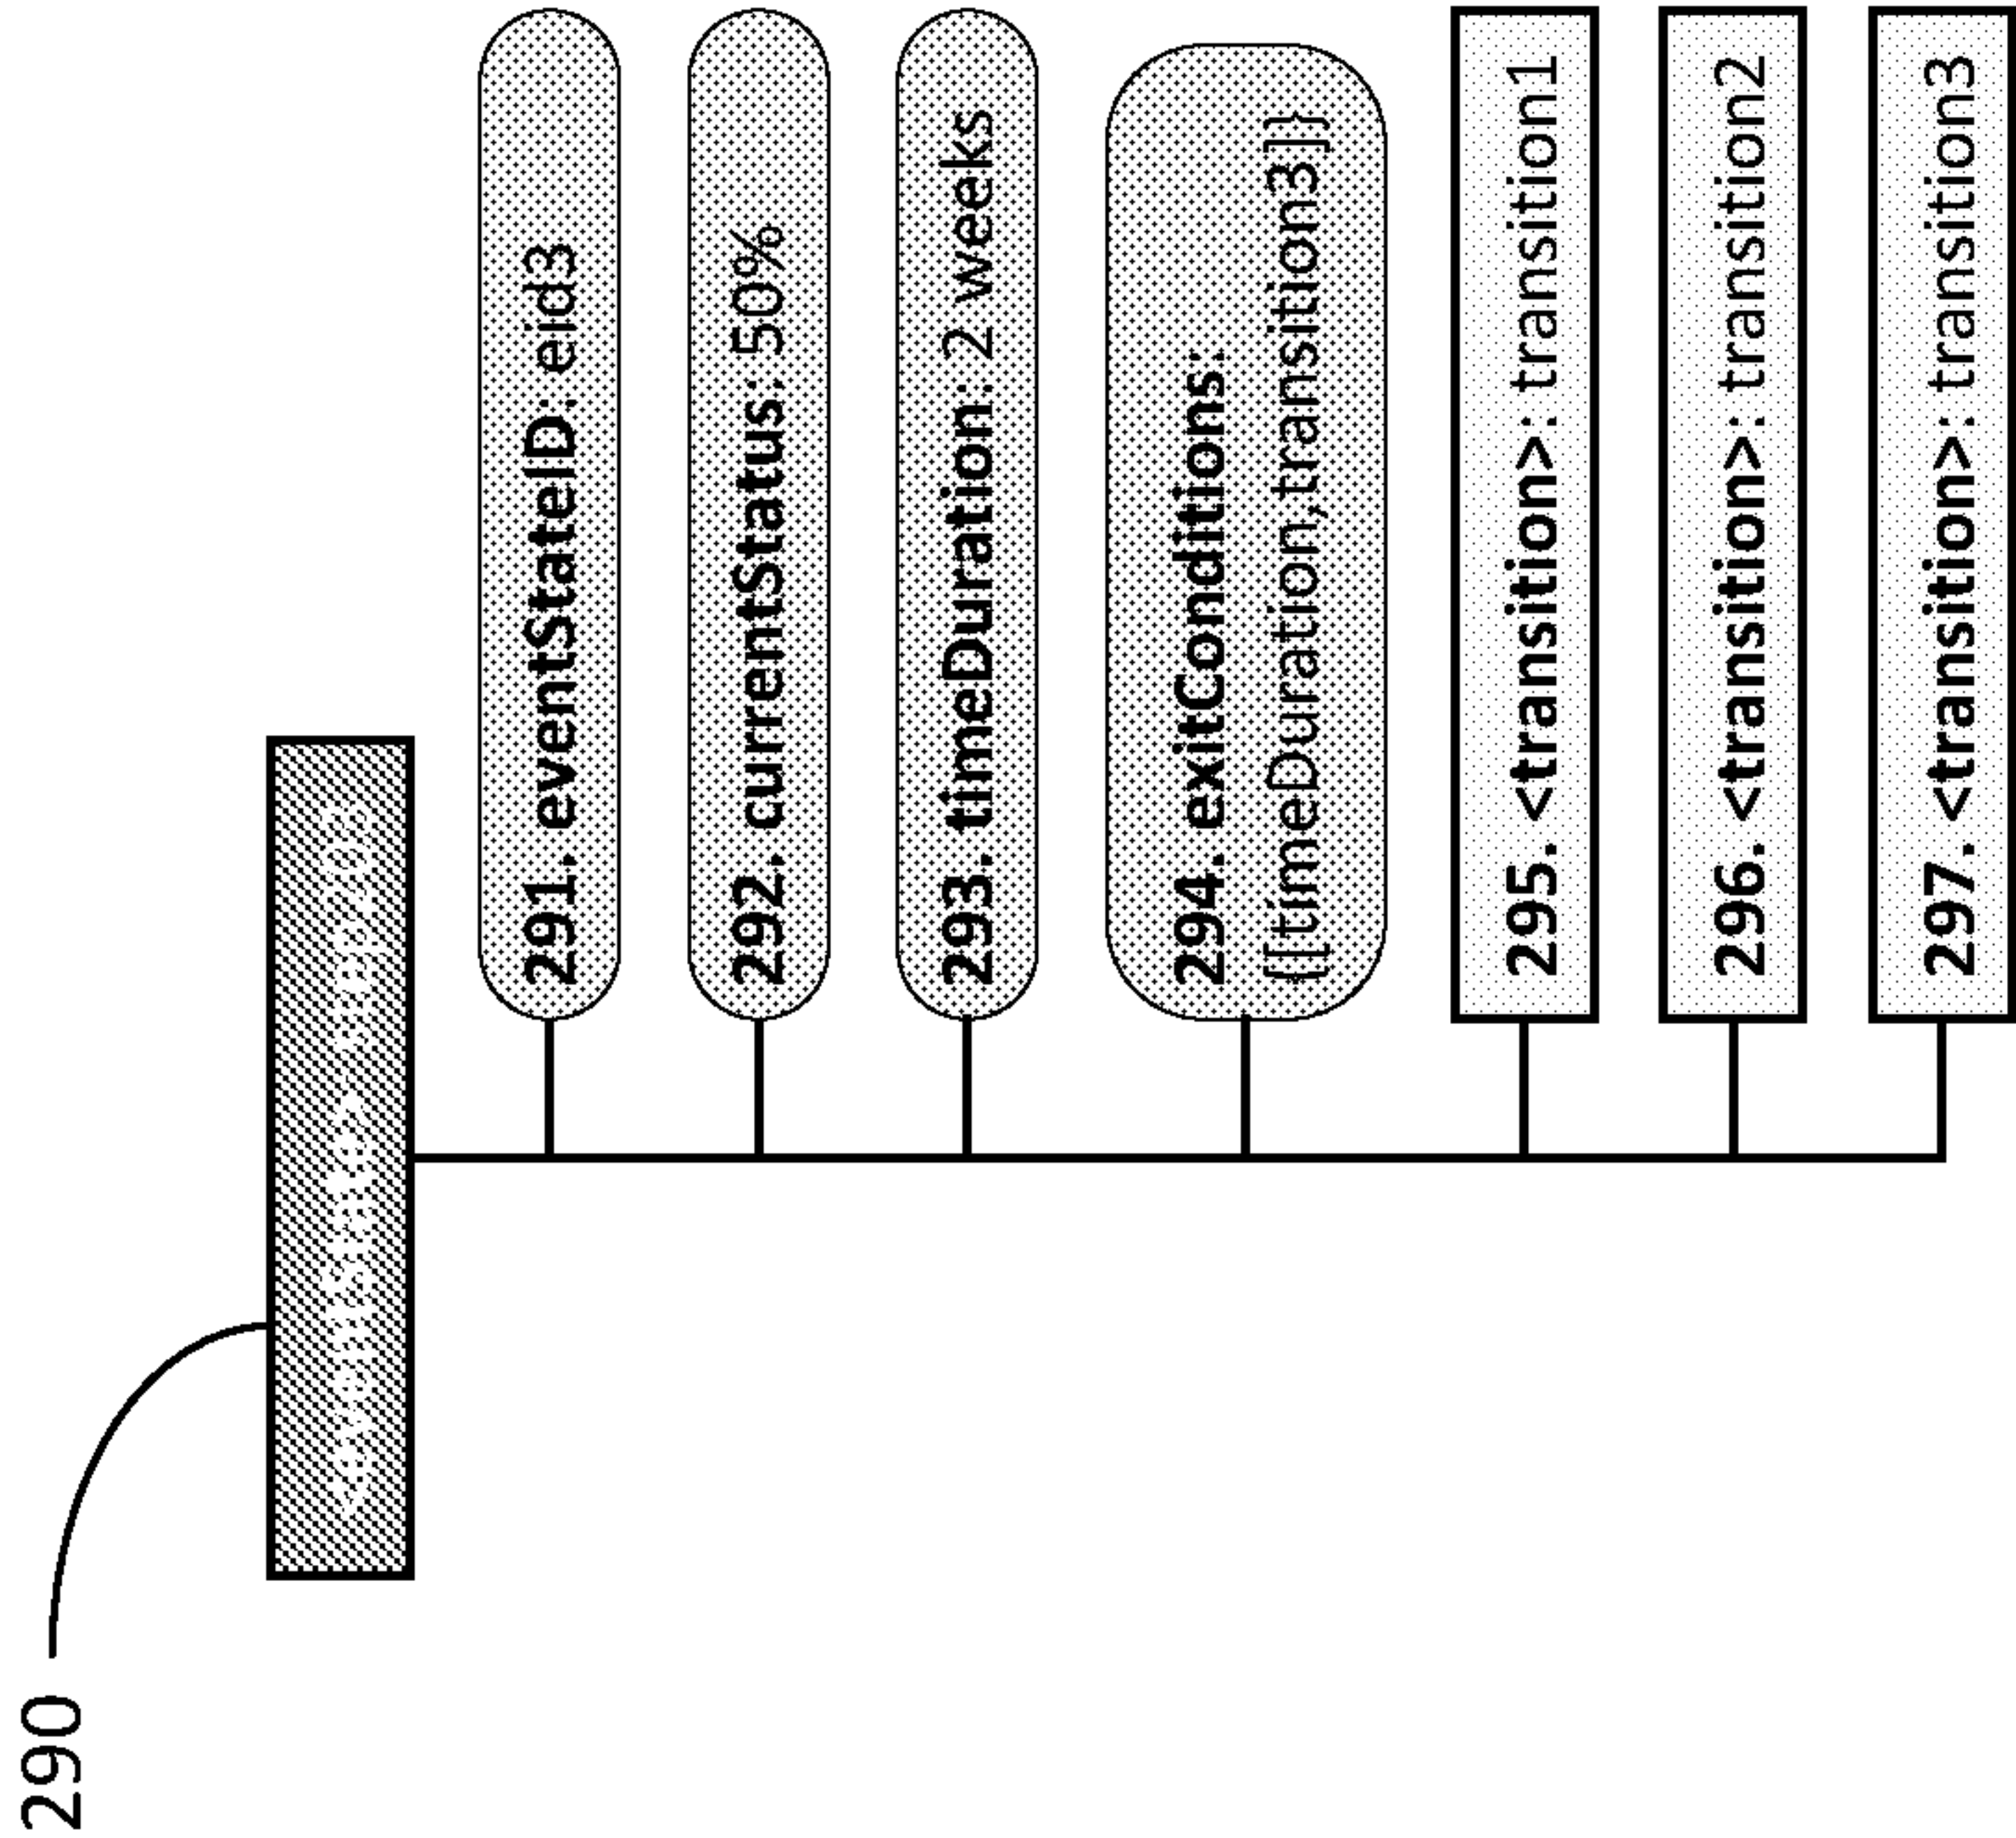 290
291. eventStateID: eid3
292. currentStatus: 50%
293. timeDuration: 2 weeks
294. exitConditions:
{[timeDuration,transition3]}
295. <transition>: transition1
296. <transition>: transition2
297. <transition>: transition3